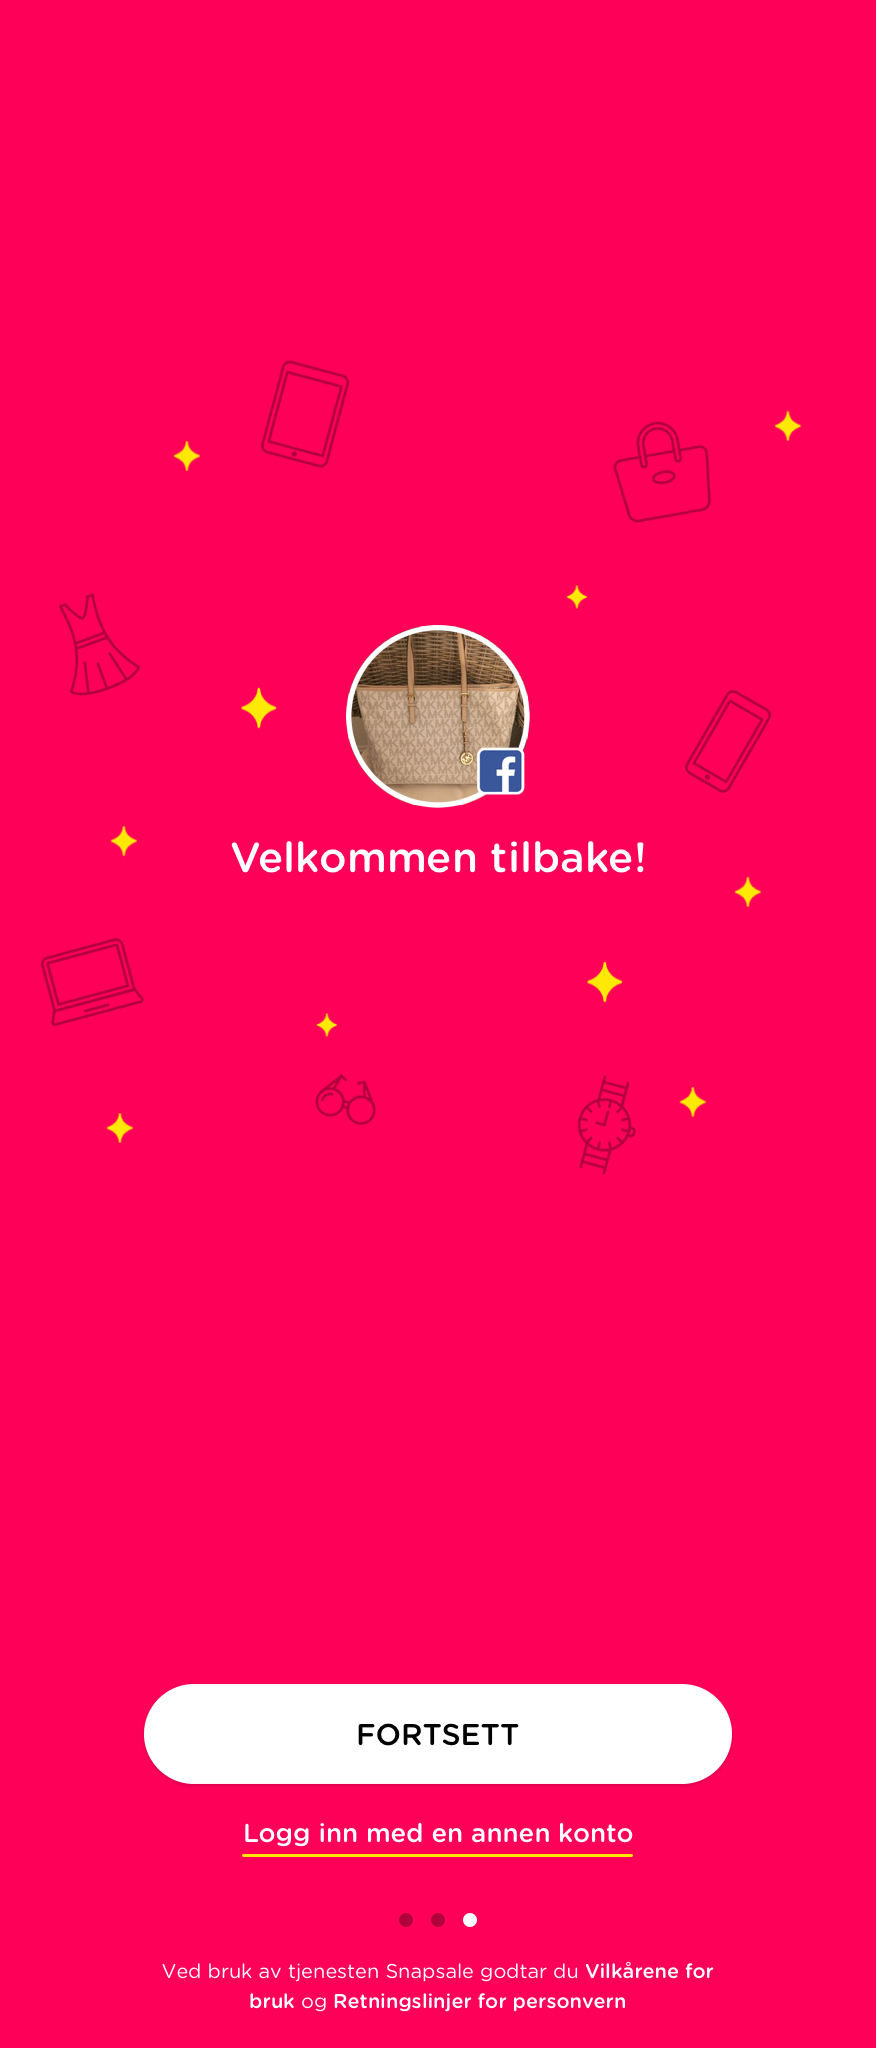 Velkommen tilbake!
FORTSETT
Logg inn med en annen konto
Ved bruk av tjenesten Snapsale godtar du Vilkårene for
bruk og Retningslinjer for personvern